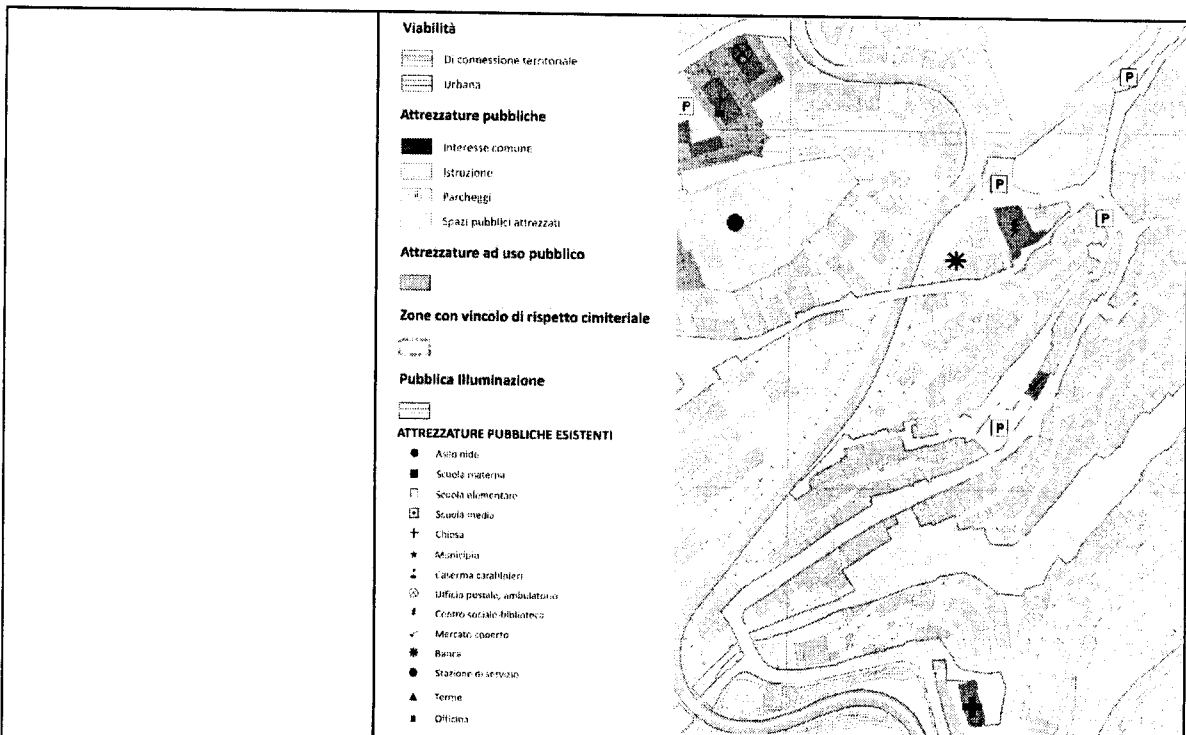 Viabilità
Di connessione territoriale
Urbana
Attrezzature pubbliche
Interesse comune
Istruzione
Parcheggi
Spazi pubblici attrezzati
Attrezzature ad uso pubblico
Zone con vincolo di rispetto cimiteriale
Pubblica Illuminazione
ATTREZZATURE PUBBLICHE ESISTENTI
Asilo nido
Scuola materna
Scuola elementare
Scuola media
Chiesa
Municipio
Caserma carabinieri
Ufficio postale, ambulatorio
Centro sociale-biblioteca
Mercato coperto
Banca
Stazione di servizio
Terme
Officina
P
P
P
P
P